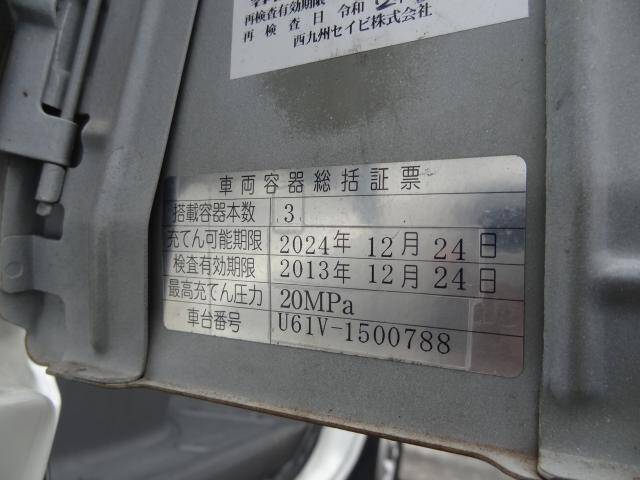 再検査有効期限
再検査日 令和
西九州セイビ株式会社
車両容器総括証票
搭載容器本数 3
充てん可能期限 2024年 12月 24日
検査有効期限 2013年 12月 24日
最高充てん圧力 20MPa
車台番号 U61V-1500788